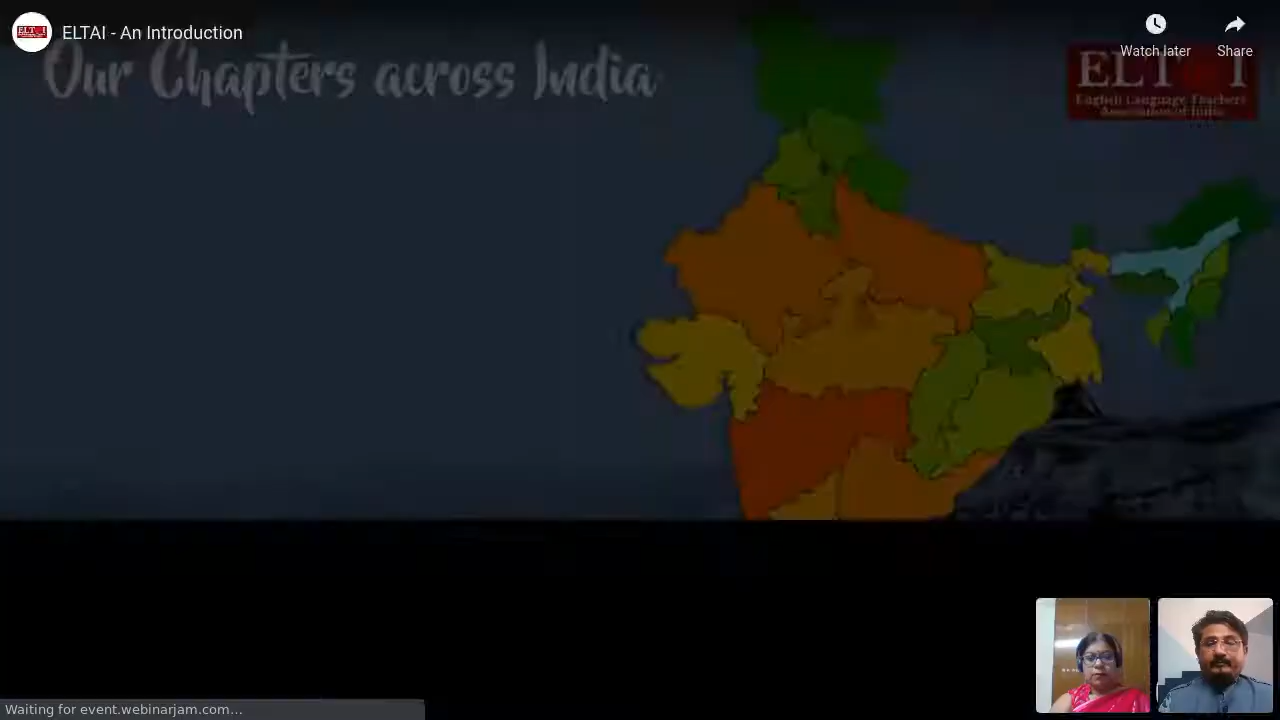 ELTAI - An Introduction
Watch later
Share
Our Chapters across India
ELT I
English Language Teachers
Association of India
Waiting for event.webinarjam.com...